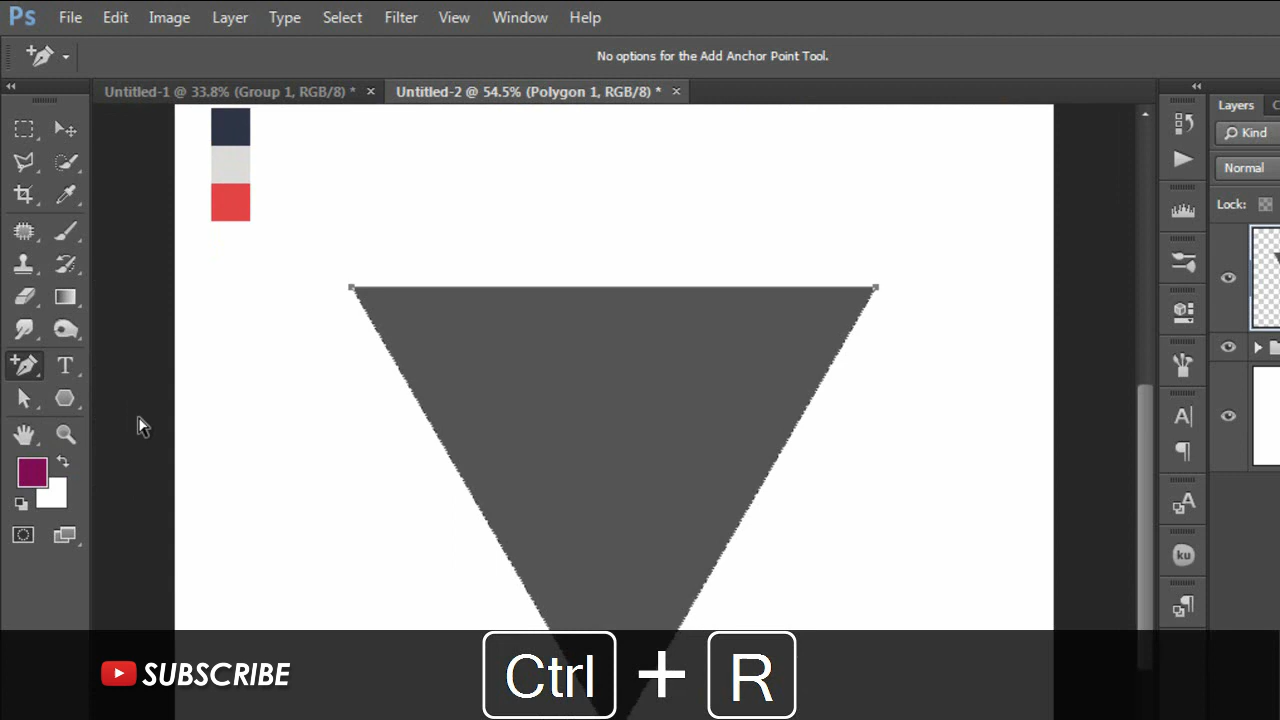 Ps File Edit Image Layer Type Select Filter View Window Help
No options for the Add Anchor Point Tool.
Untitled-1 @ 33.8% (Group 1, RGB/8) * × Untitled-2 @ 54.5% (Polygon 1, RGB/8) * ×
Layers
Kind
Normal
Lock:
T
A
A
ku
SUBSCRIBE
Ctrl + R